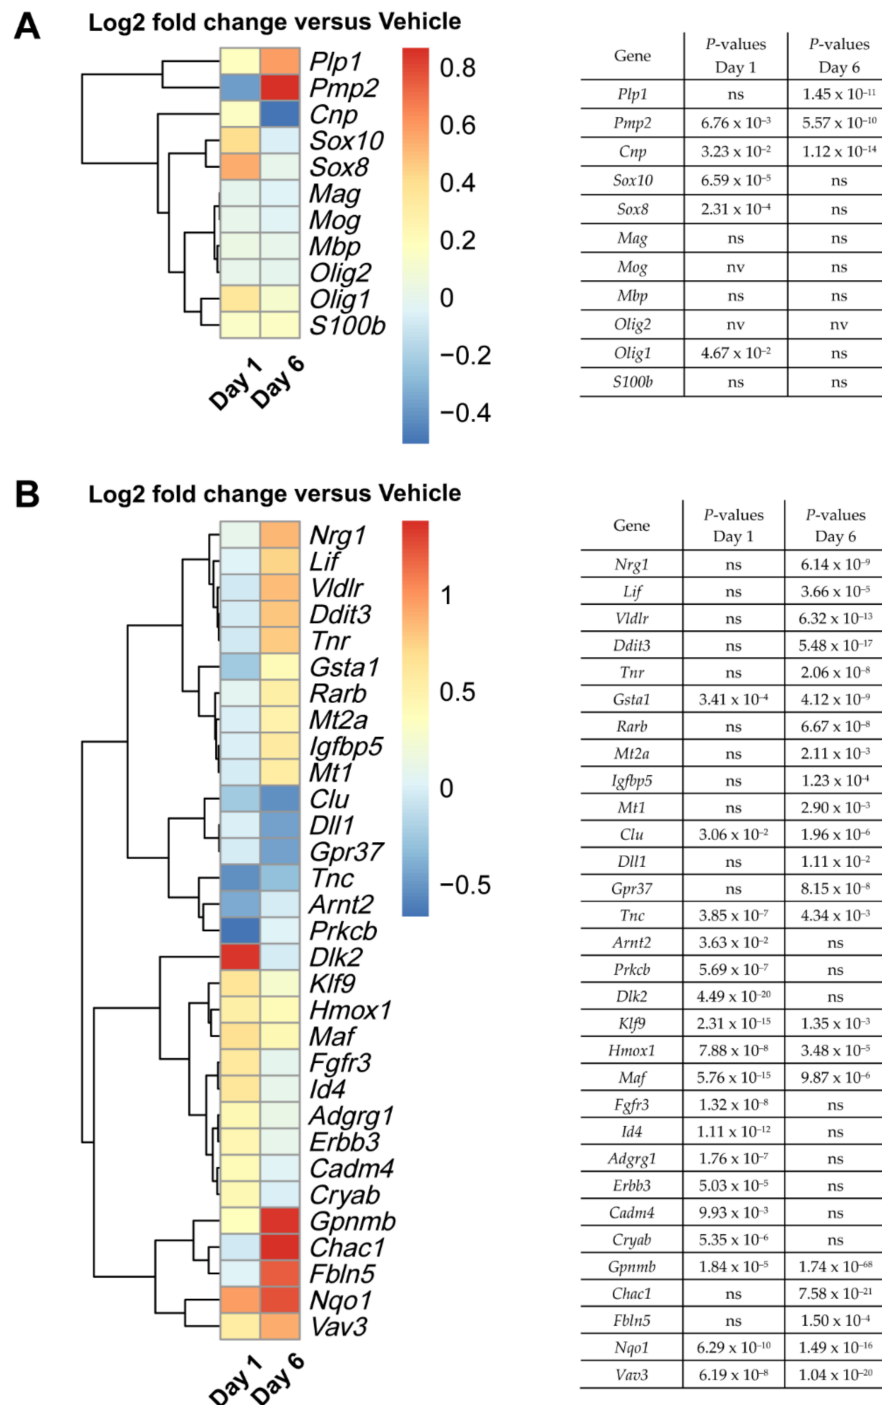 A
Log2 fold change versus Vehicle
Plp1
Pmp2
Cnp
Sox10
Sox8
Mag
Mog
Mbp
Olig2
Olig1
S100b
Day 1 Day 6
0.8
0.6
0.4
0.2
0
−0.2
−0.4
Gene P-values Day 1 P-values Day 6
Plp1 ns 1.45 x 10⁻¹¹
Pmp2 6.76 x 10⁻³ 5.57 x 10⁻¹⁰
Cnp 3.23 x 10⁻² 1.12 x 10⁻¹⁴
Sox10 6.59 x 10⁻⁵ ns
Sox8 2.31 x 10⁻⁴ ns
Mag ns ns
Mog nv ns
Mbp ns ns
Olig2 nv nv
Olig1 4.67 x 10⁻² ns
S100b ns ns
B
Log2 fold change versus Vehicle
Nrg1
Lif
Vldlr
Ddit3
Tnr
Gsta1
Rarb
Mt2a
Igfbp5
Mt1
Clu
Dll1
Gpr37
Tnc
Arnt2
Prkcb
Dlk2
Klf9
Hmox1
Maf
Fgfr3
Id4
Adgrg1
Erbb3
Cadm4
Cryab
Gpnmb
Chac1
Fbln5
Nqo1
Vav3
Day 1 Day 6
1
0.5
0
−0.5
Gene P-values Day 1 P-values Day 6
Nrg1 ns 6.14 x 10⁻⁹
Lif ns 3.66 x 10⁻⁵
Vldlr ns 6.32 x 10⁻¹³
Ddit3 ns 5.48 x 10⁻¹⁷
Tnr ns 2.06 x 10⁻⁸
Gsta1 3.41 x 10⁻⁴ 4.12 x 10⁻⁹
Rarb ns 6.67 x 10⁻⁸
Mt2a ns 2.11 x 10⁻³
Igfbp5 ns 1.23 x 10⁻⁴
Mt1 ns 2.90 x 10⁻³
Clu 3.06 x 10⁻² 1.96 x 10⁻⁶
Dll1 ns 1.11 x 10⁻²
Gpr37 ns 8.15 x 10⁻⁸
Tnc 3.85 x 10⁻⁷ 4.34 x 10⁻³
Arnt2 3.63 x 10⁻² ns
Prkcb 5.69 x 10⁻⁷ ns
Dlk2 4.49 x 10⁻²⁰ ns
Klf9 2.31 x 10⁻¹⁵ 1.35 x 10⁻³
Hmox1 7.88 x 10⁻⁸ 3.48 x 10⁻⁵
Maf 5.76 x 10⁻¹⁵ 9.87 x 10⁻⁶
Fgfr3 1.32 x 10⁻⁸ ns
Id4 1.11 x 10⁻¹² ns
Adgrg1 1.76 x 10⁻⁷ ns
Erbb3 5.03 x 10⁻⁵ ns
Cadm4 9.93 x 10⁻³ ns
Cryab 5.35 x 10⁻⁶ ns
Gpnmb 1.84 x 10⁻⁵ 1.74 x 10⁻⁶⁸
Chac1 ns 7.58 x 10⁻²¹
Fbln5 ns 1.50 x 10⁻⁴
Nqo1 6.29 x 10⁻¹⁰ 1.49 x 10⁻¹⁶
Vav3 6.19 x 10⁻⁸ 1.04 x 10⁻²⁰